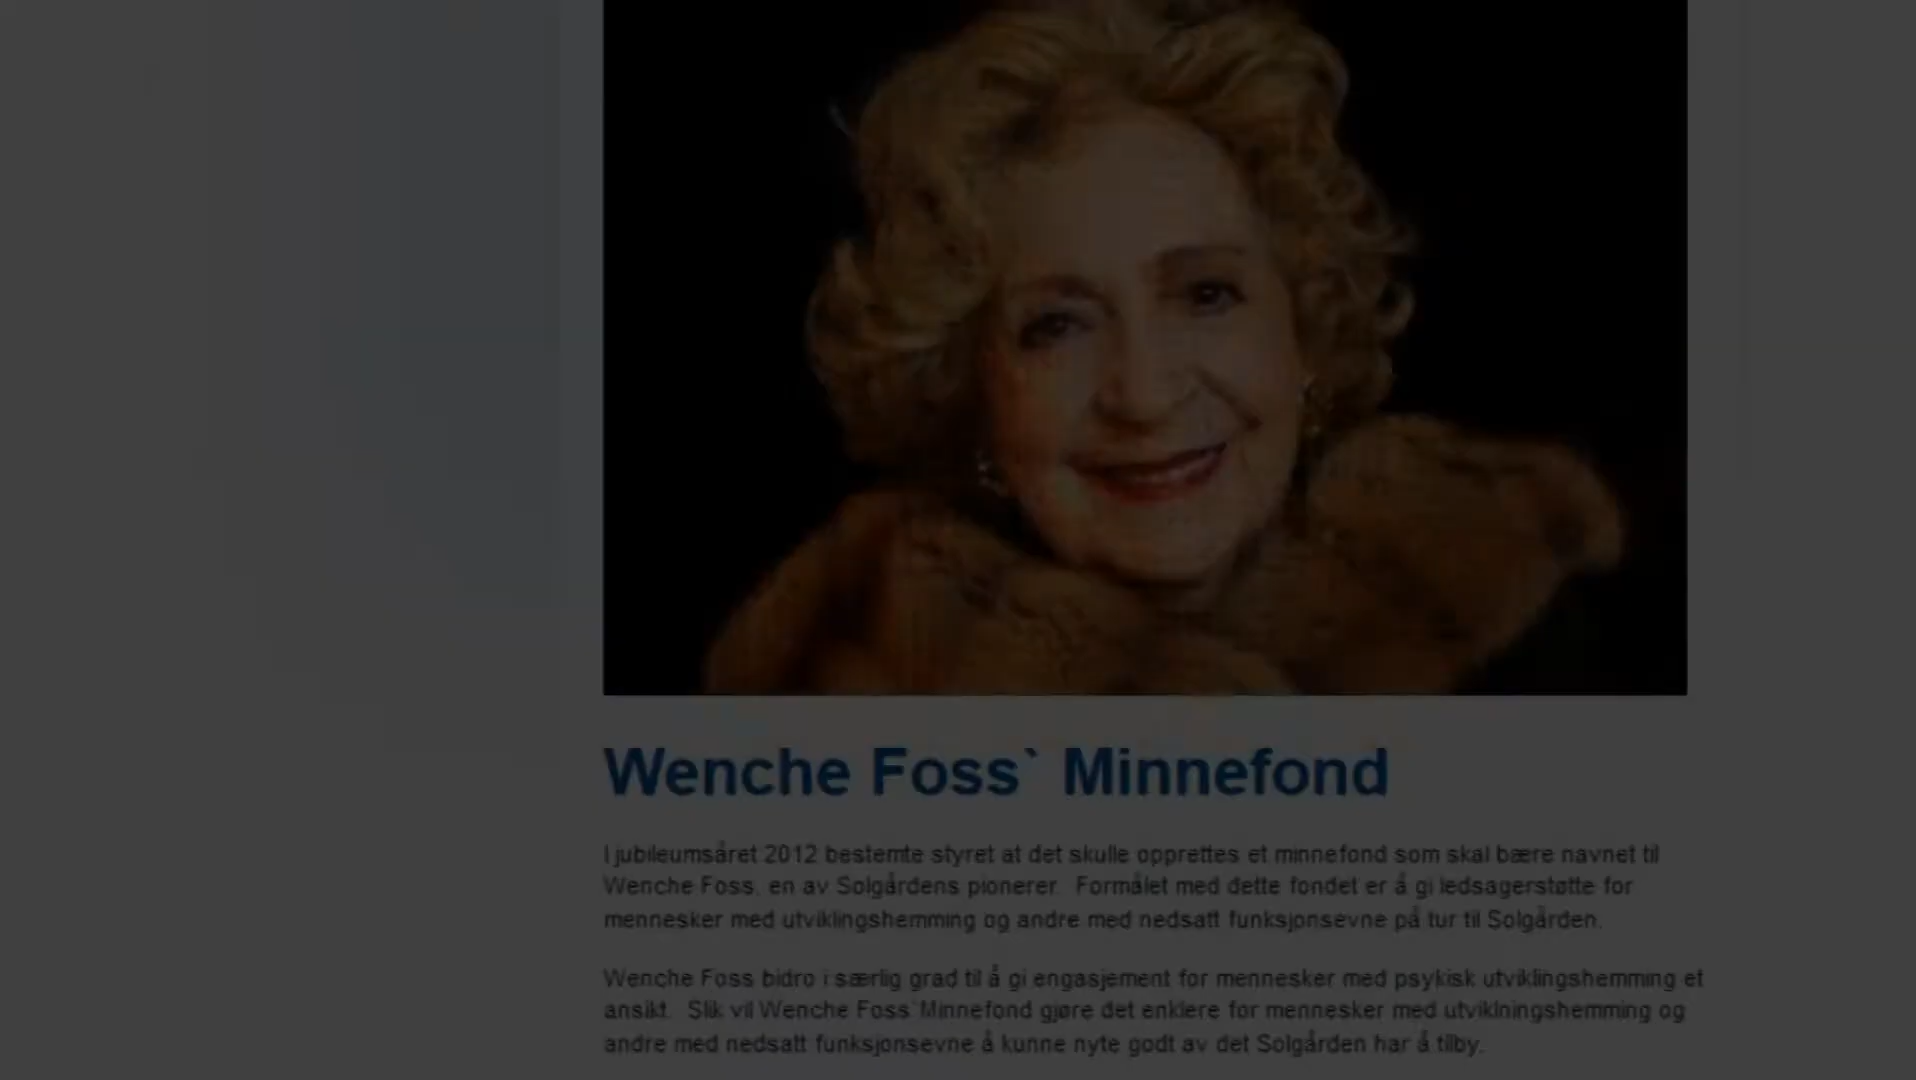 Wenche Foss` Minnefond
I jubileumsåret 2012 bestemte styret at det skulle opprettes et minnefond som skal bære navnet til
Wenche Foss, en av Solgårdens pionerer. Formålet med dette fondet er å gi ledsagerstøtte for
mennesker med utviklingshemming og andre med nedsatt funksjonsevne på tur til Solgården.
Wenche Foss bidro i særlig grad til å gi engasjement for mennesker med psykisk utviklingshemming et
ansikt. Slik vil Wenche Foss`Minnefond gjøre det enklere for mennesker med utviklningshemming og
andre med nedsatt funksjonsevne å kunne nyte godt av det Solgården har å tilby.